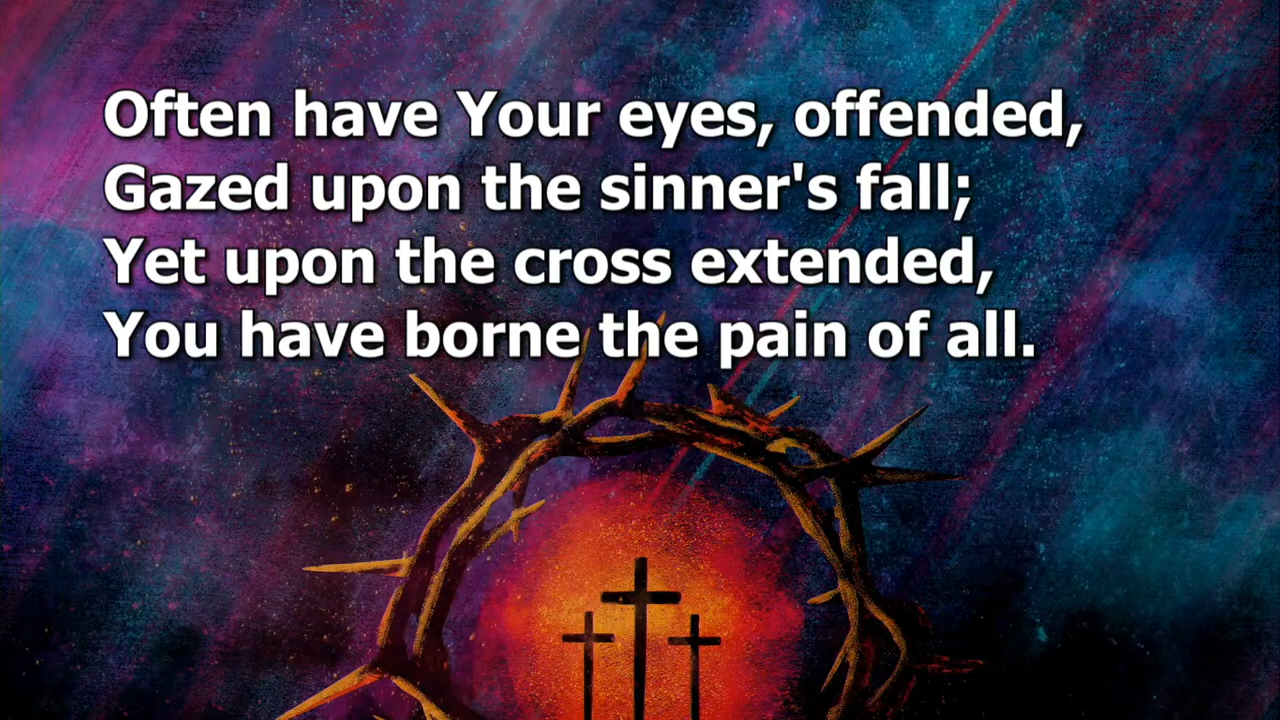 Often have Your eyes, offended,
Gazed upon the sinner's fall;
Yet upon the cross extended,
You have borne the pain of all.